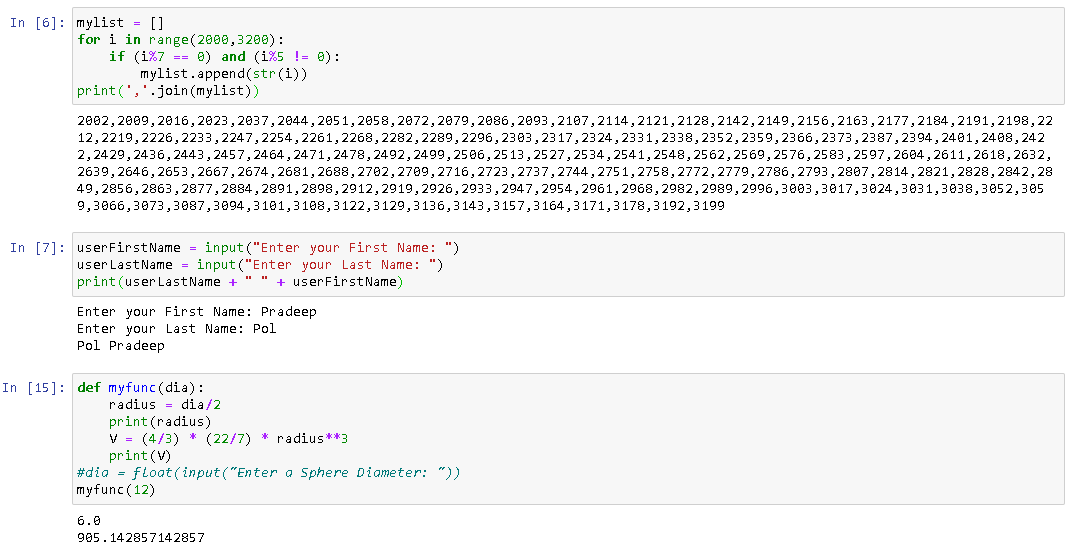 In [6]: mylist = []
for i in range(2000,3200):
    if (i%7 == 0) and (i%5 != 0):
        mylist.append(str(i))
print(','.join(mylist))
2002,2009,2016,2023,2037,2044,2051,2058,2072,2079,2086,2093,2107,2114,2121,2128,2142,2149,2156,2163,2177,2184,2191,2198,22
12,2219,2226,2233,2247,2254,2261,2268,2282,2289,2296,2303,2317,2324,2331,2338,2352,2359,2366,2373,2387,2394,2401,2408,242
2,2429,2436,2443,2457,2464,2471,2478,2492,2499,2506,2513,2527,2534,2541,2548,2562,2569,2576,2583,2597,2604,2611,2618,2632,
2639,2646,2653,2667,2674,2681,2688,2702,2709,2716,2723,2737,2744,2751,2758,2772,2779,2786,2793,2807,2814,2821,2828,2842,28
49,2856,2863,2877,2884,2891,2898,2912,2919,2926,2933,2947,2954,2961,2968,2982,2989,2996,3003,3017,3024,3031,3038,3052,305
9,3066,3073,3087,3094,3101,3108,3122,3129,3136,3143,3157,3164,3171,3178,3192,3199
In [7]: userFirstName = input("Enter your First Name: ")
userLastName = input("Enter your Last Name: ")
print(userLastName + " " + userFirstName)
Enter your First Name: Pradeep
Enter your Last Name: Pol
Pol Pradeep
In [15]: def myfunc(dia):
    radius = dia/2
    print(radius)
    V = (4/3) * (22/7) * radius**3
    print(V)
#dia = float(input("Enter a Sphere Diameter: "))
myfunc(12)
6.0
905.142857142857